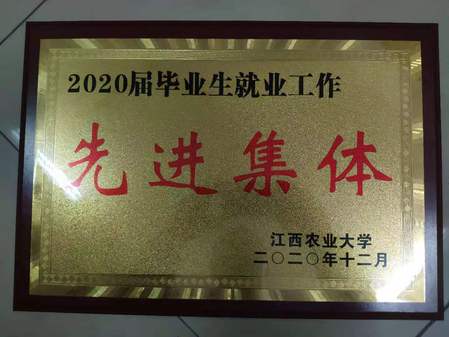 2020届毕业生就业工作
先进集体
江西农业大学
二〇二〇年十二月